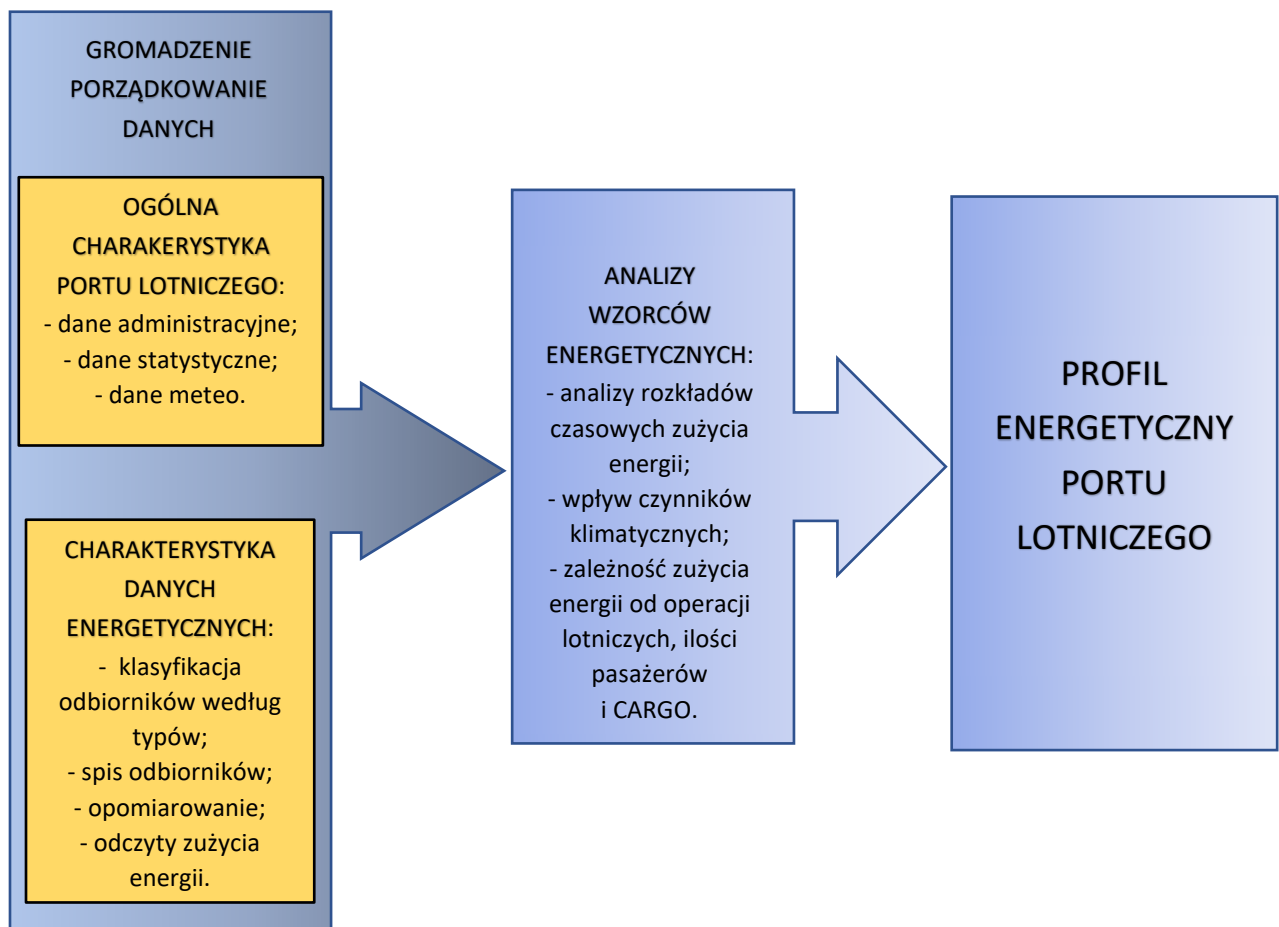 GROMADZENIE
PORZĄDKOWANIE
DANYCH
OGÓLNA
CHARAKERYSTYKA
PORTU LOTNICZEGO:
- dane administracyjne;
- dane statystyczne;
- dane meteo.
CHARAKTERYSTYKA
DANYCH
ENERGETYCZNYCH:
- klasyfikacja
odbiorników według
typów;
- spis odbiorników;
- opomiarowanie;
- odczyty zużycia
energii.
ANALIZY
WZORCÓW
ENERGETYCZNYCH:
- analizy rozkładów
czasowych zużycia
energii;
- wpływ czynników
klimatycznych;
- zależność zużycia
energii od operacji
lotniczych, ilości
pasażerów
i CARGO.
PROFIL
ENERGETYCZNY
PORTU
LOTNICZEGO